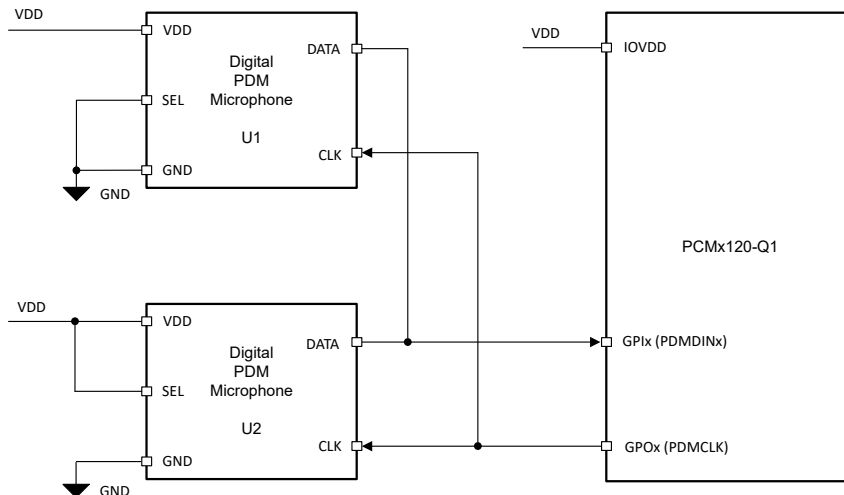 VDD
VDD
SEL
GND
GND
Digital
PDM
Microphone
U1
DATA
CLK
VDD
VDD
SEL
GND
GND
Digital
PDM
Microphone
U2
DATA
CLK
VDD
IOVDD
PCMx120-Q1
GPIx (PDMDINx)
GPOx (PDMCLK)